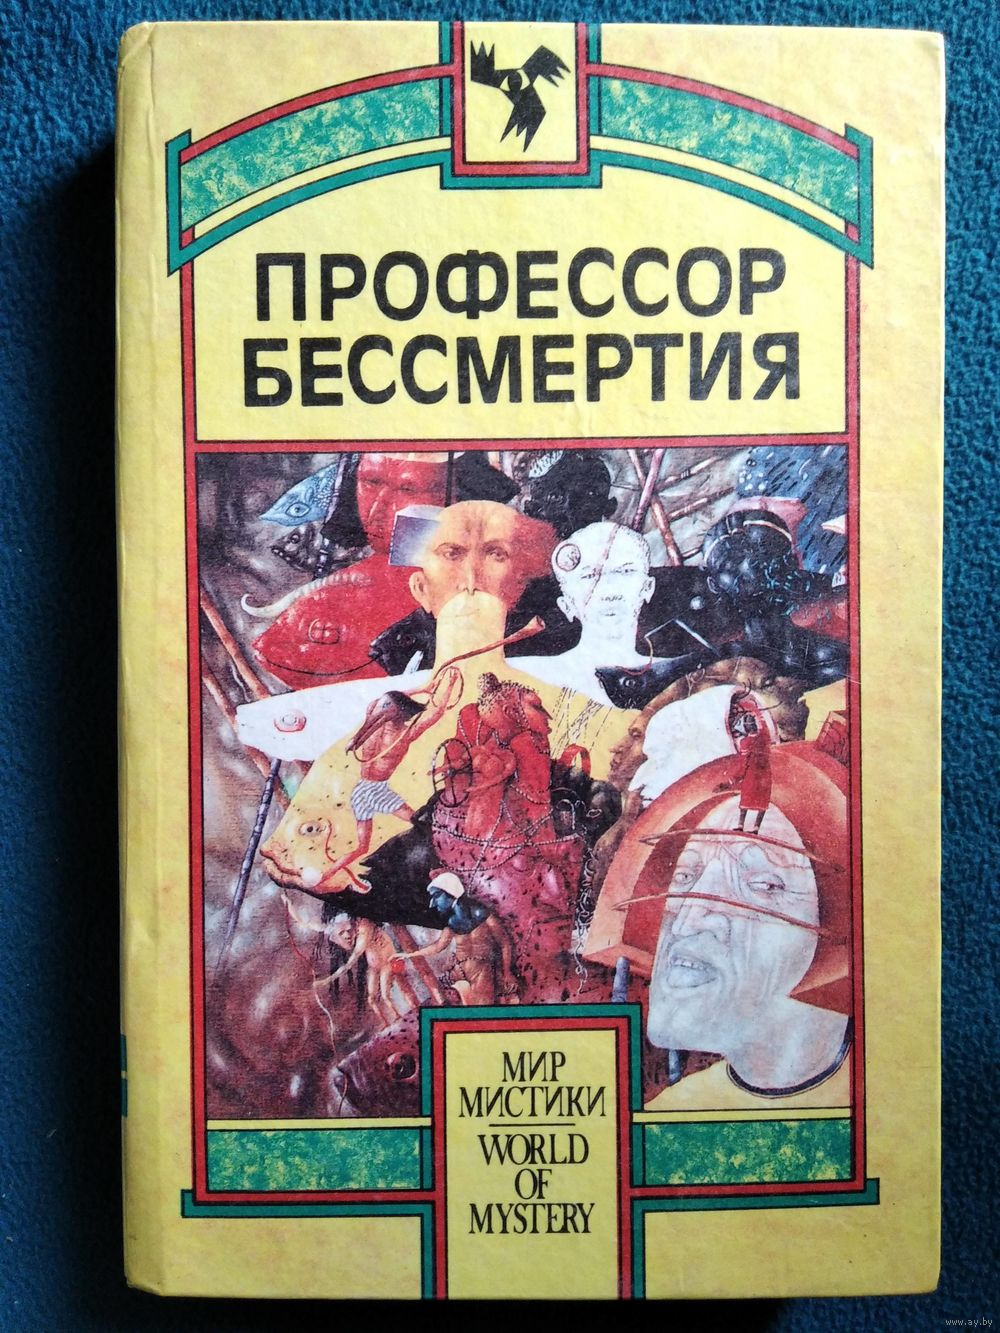 ПРОФЕССОР
БЕССМЕРТИЯ
МИР
МИСТИКИ
WORLD
OF
MYSTERY
www.ay.by